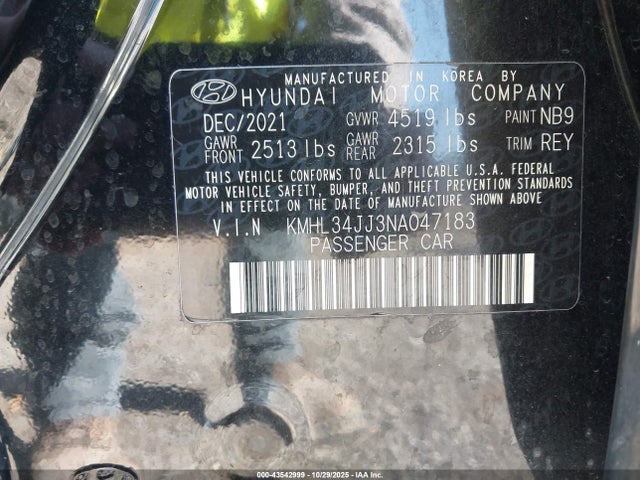 MANUFACTURED IN KOREA BY
HYUNDAI MOTOR COMPANY
DEC/2021 GVWR 4519 lbs PAINT NB9
GAWR FRONT 2513 lbs GAWR REAR 2315 lbs TRIM REY
THIS VEHICLE CONFORMS TO ALL APPLICABLE U.S.A. FEDERAL
MOTOR VEHICLE SAFETY, BUMPER, AND THEFT PREVENTION STANDARDS
IN EFFECT ON THE DATE OF MANUFACTURE SHOWN ABOVE
V.I.N KMHL34JJ3NA047183
PASSENGER CAR
000-43542999 | 10/29/2025 - IAA Inc.